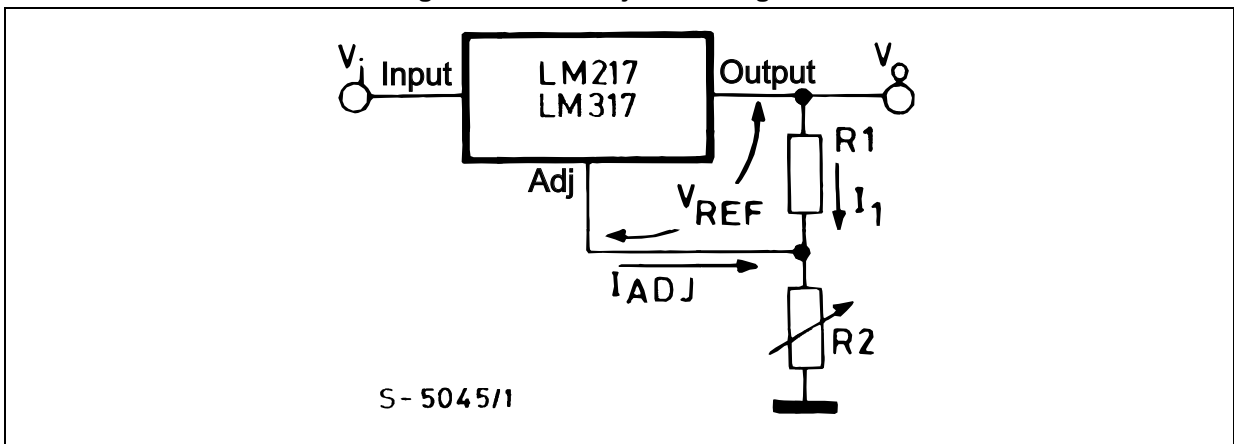 Vi
Input
LM217
LM317
Output
Vo
Adj
VREF
R1
I1
IADJ
R2
S-5045/1